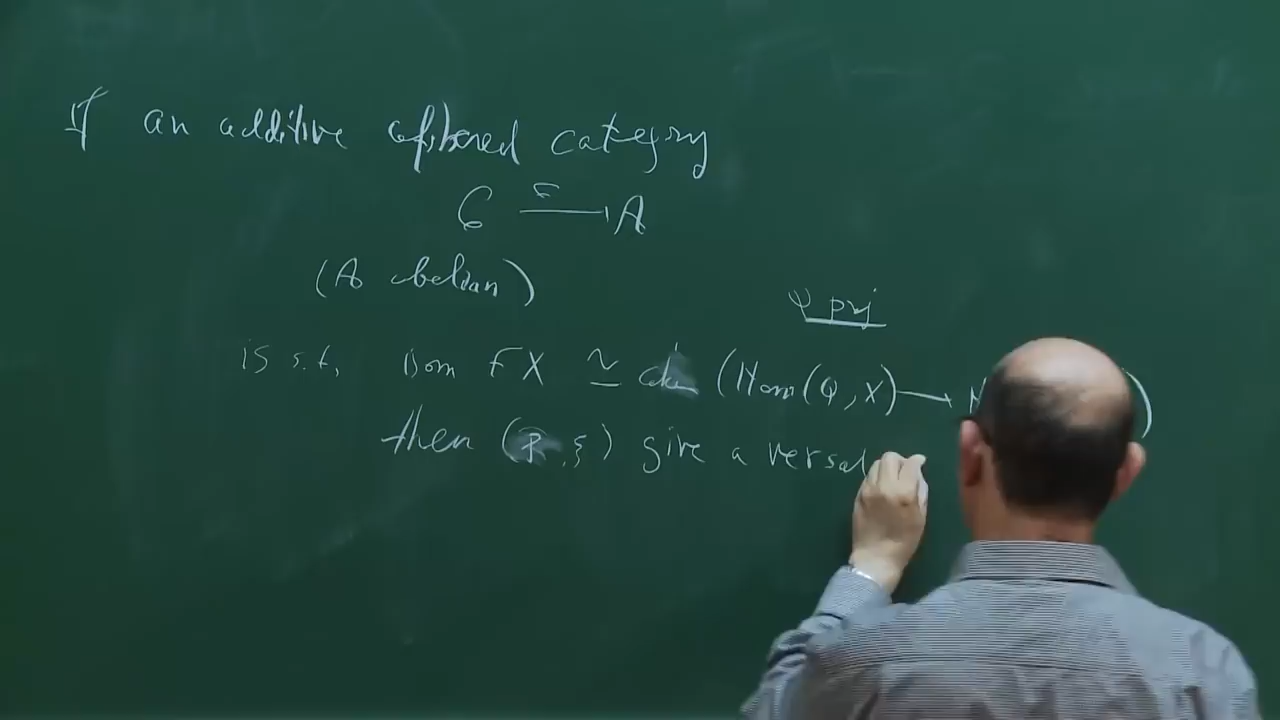 If an additive cofibered category
C →^F A
(A abelian)
Q proj
is s.t. isom FX ≃ coker (Hom(Q, X) →
then (P, ξ) give a versal